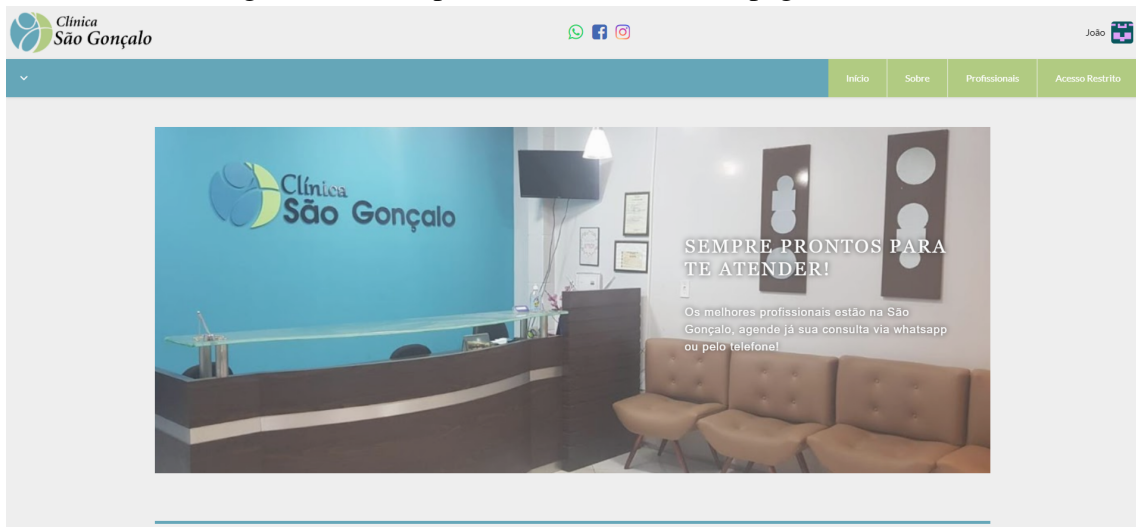 Clínica
São Gonçalo
João
Início
Sobre
Profissionais
Acesso Restrito
Clínica
São Gonçalo
SEMPRE PRONTOS PARA
TE ATENDER!
Os melhores profissionais estão na São
Gonçalo, agende já sua consulta via whatsapp
ou pelo telefone!